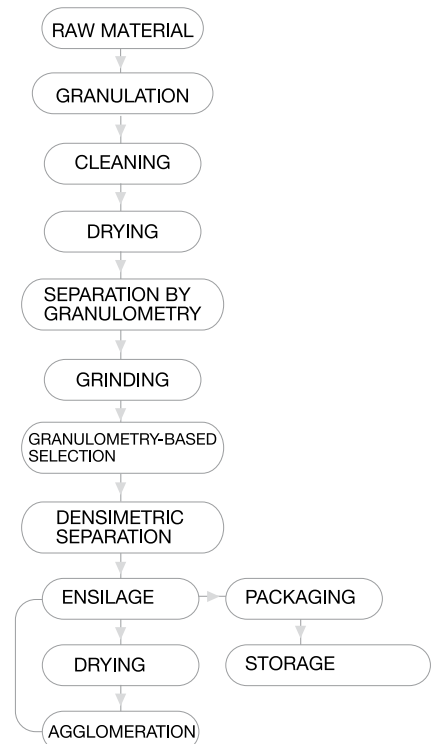 RAW MATERIAL
GRANULATION
CLEANING
DRYING
SEPARATION BY
GRANULOMETRY
GRINDING
GRANULOMETRY-BASED
SELECTION
DENSIMETRIC
SEPARATION
ENSILAGE
PACKAGING
DRYING
STORAGE
AGGLOMERATION